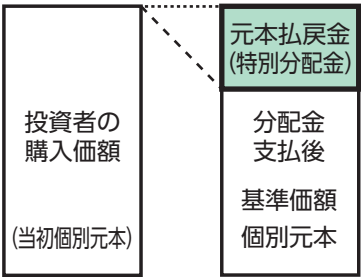 投資者の
購入価額
(当初個別元本)
元本払戻金
(特別分配金)
分配金
支払後
基準価額
個別元本